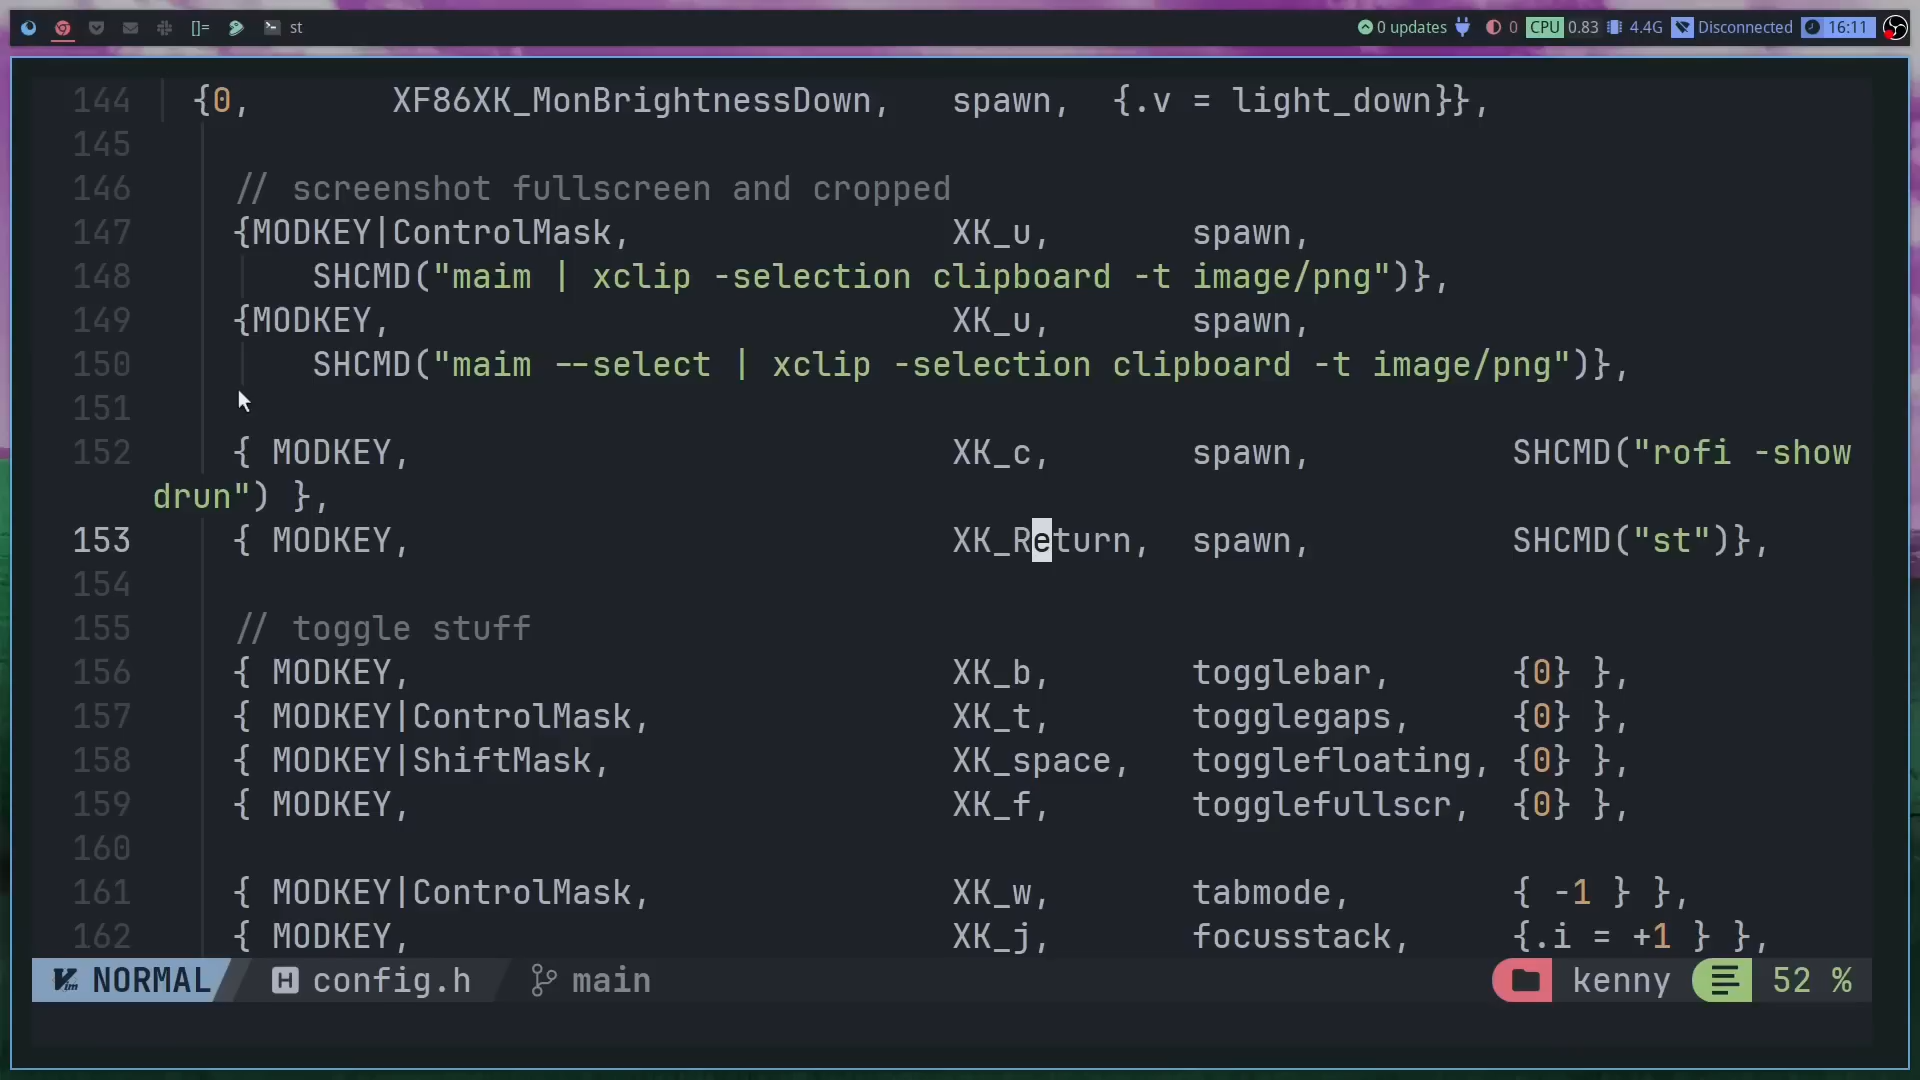 []= st 0 updates 0 CPU 0.83 4.4G Disconnected 16:11
144 {0, XF86XK_MonBrightnessDown, spawn, {.v = light_down}},
145
146 // screenshot fullscreen and cropped
147 {MODKEY|ControlMask, XK_u, spawn,
148 SHCMD("maim | xclip -selection clipboard -t image/png")},
149 {MODKEY, XK_u, spawn,
150 SHCMD("maim --select | xclip -selection clipboard -t image/png")},
151
152 { MODKEY, XK_c, spawn, SHCMD("rofi -show
drun") },
153 { MODKEY, XK_Return, spawn, SHCMD("st")},
154
155 // toggle stuff
156 { MODKEY, XK_b, togglebar, {0} },
157 { MODKEY|ControlMask, XK_t, togglegaps, {0} },
158 { MODKEY|ShiftMask, XK_space, togglefloating, {0} },
159 { MODKEY, XK_f, togglefullscr, {0} },
160
161 { MODKEY|ControlMask, XK_w, tabmode, { -1 } },
162 { MODKEY, XK_j, focusstack, {.i = +1 } },
NORMAL config.h main kenny 52 %